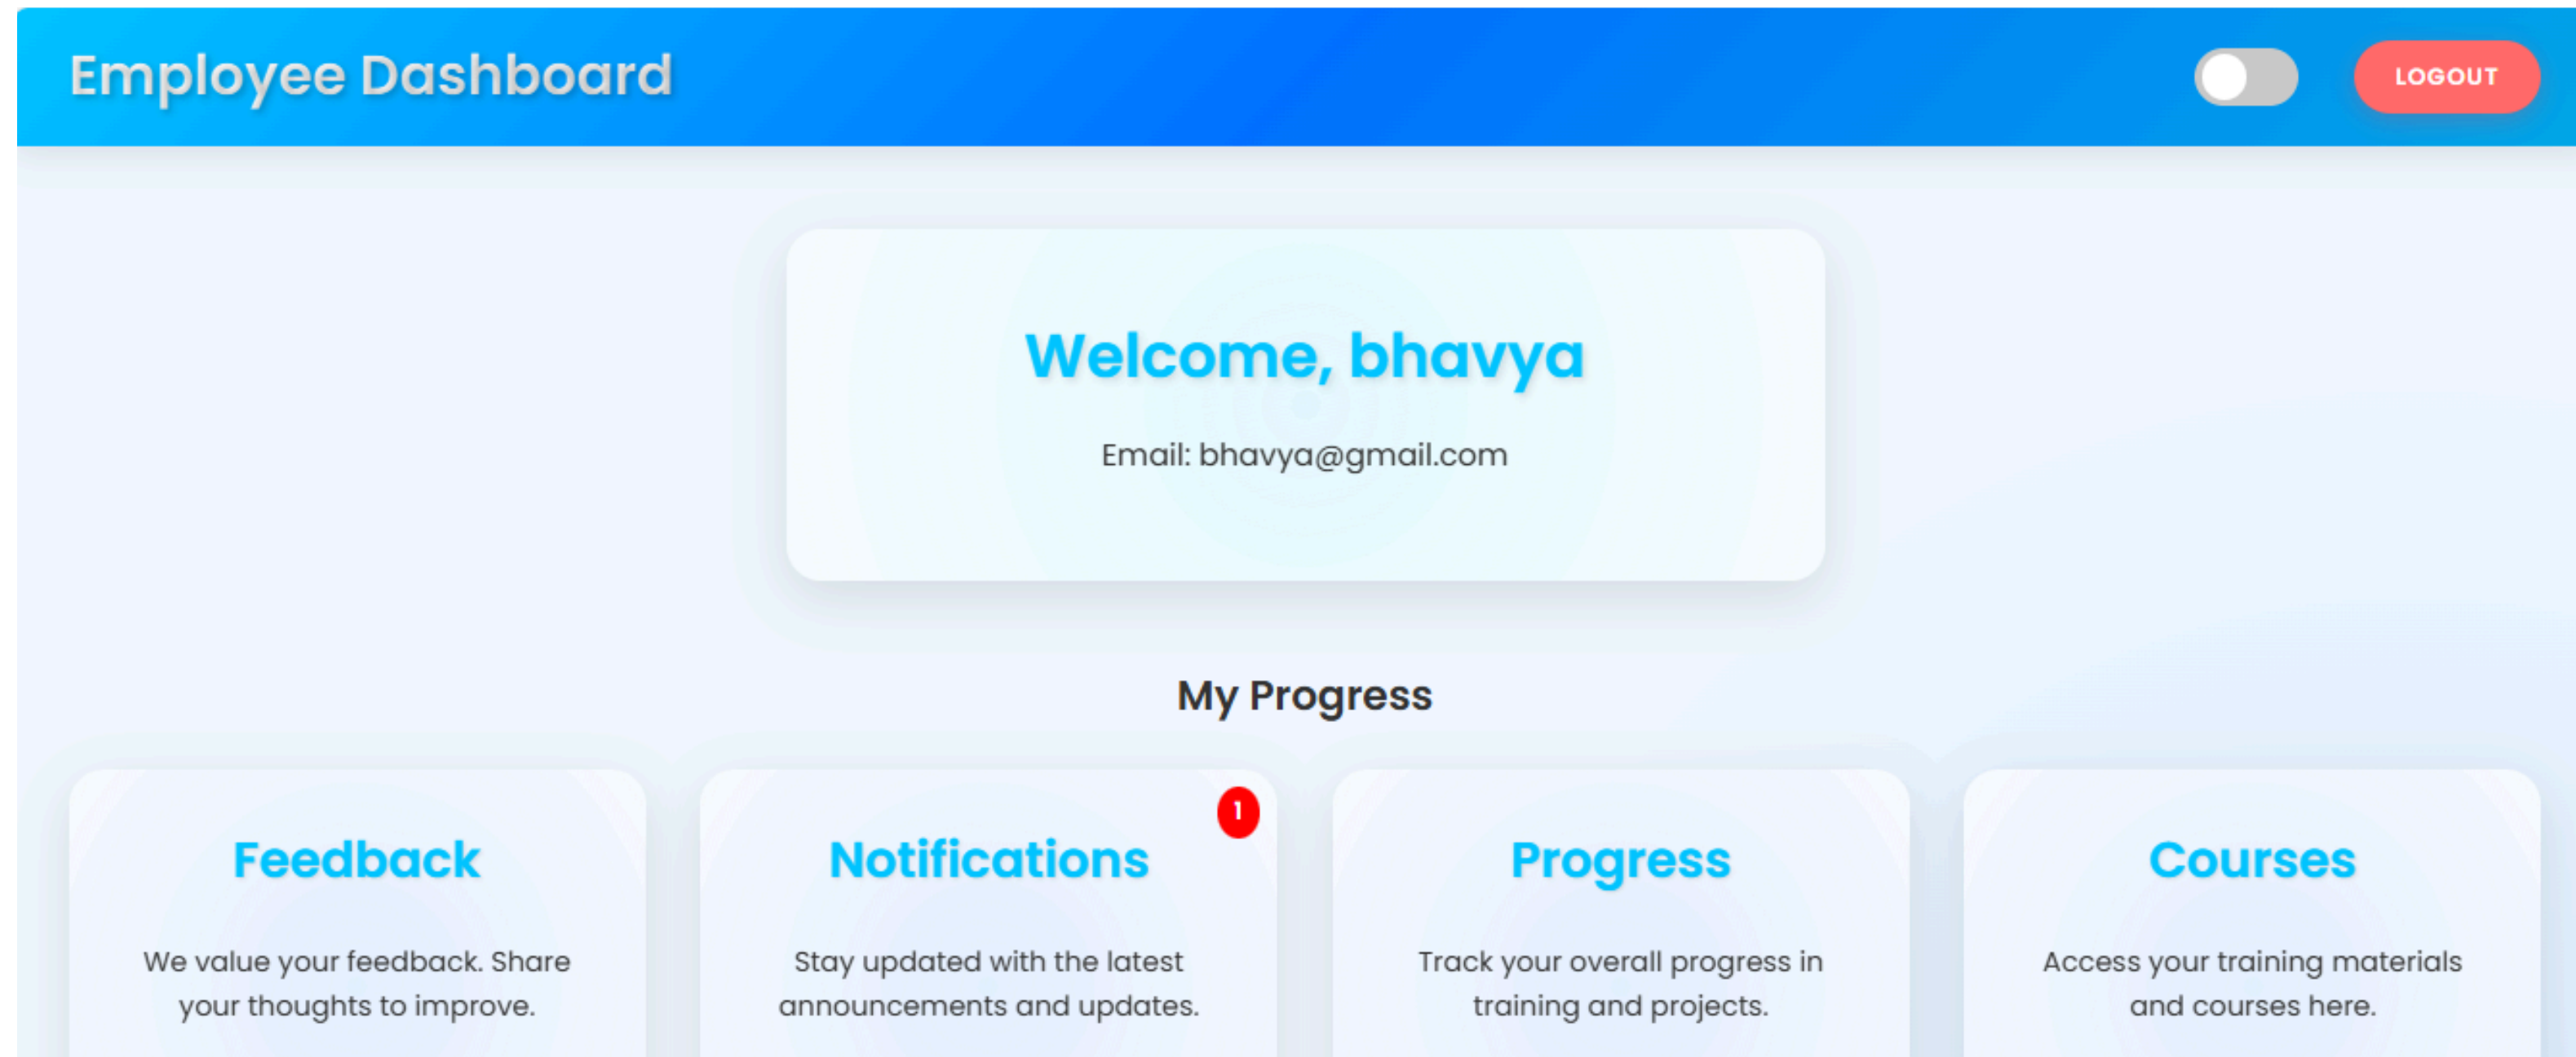 Employee Dashboard
LOGOUT
Welcome, bhavya
Email: bhavya@gmail.com
My Progress
Feedback
We value your feedback. Share
your thoughts to improve.
1
Notifications
Stay updated with the latest
announcements and updates.
Progress
Track your overall progress in
training and projects.
Courses
Access your training materials
and courses here.